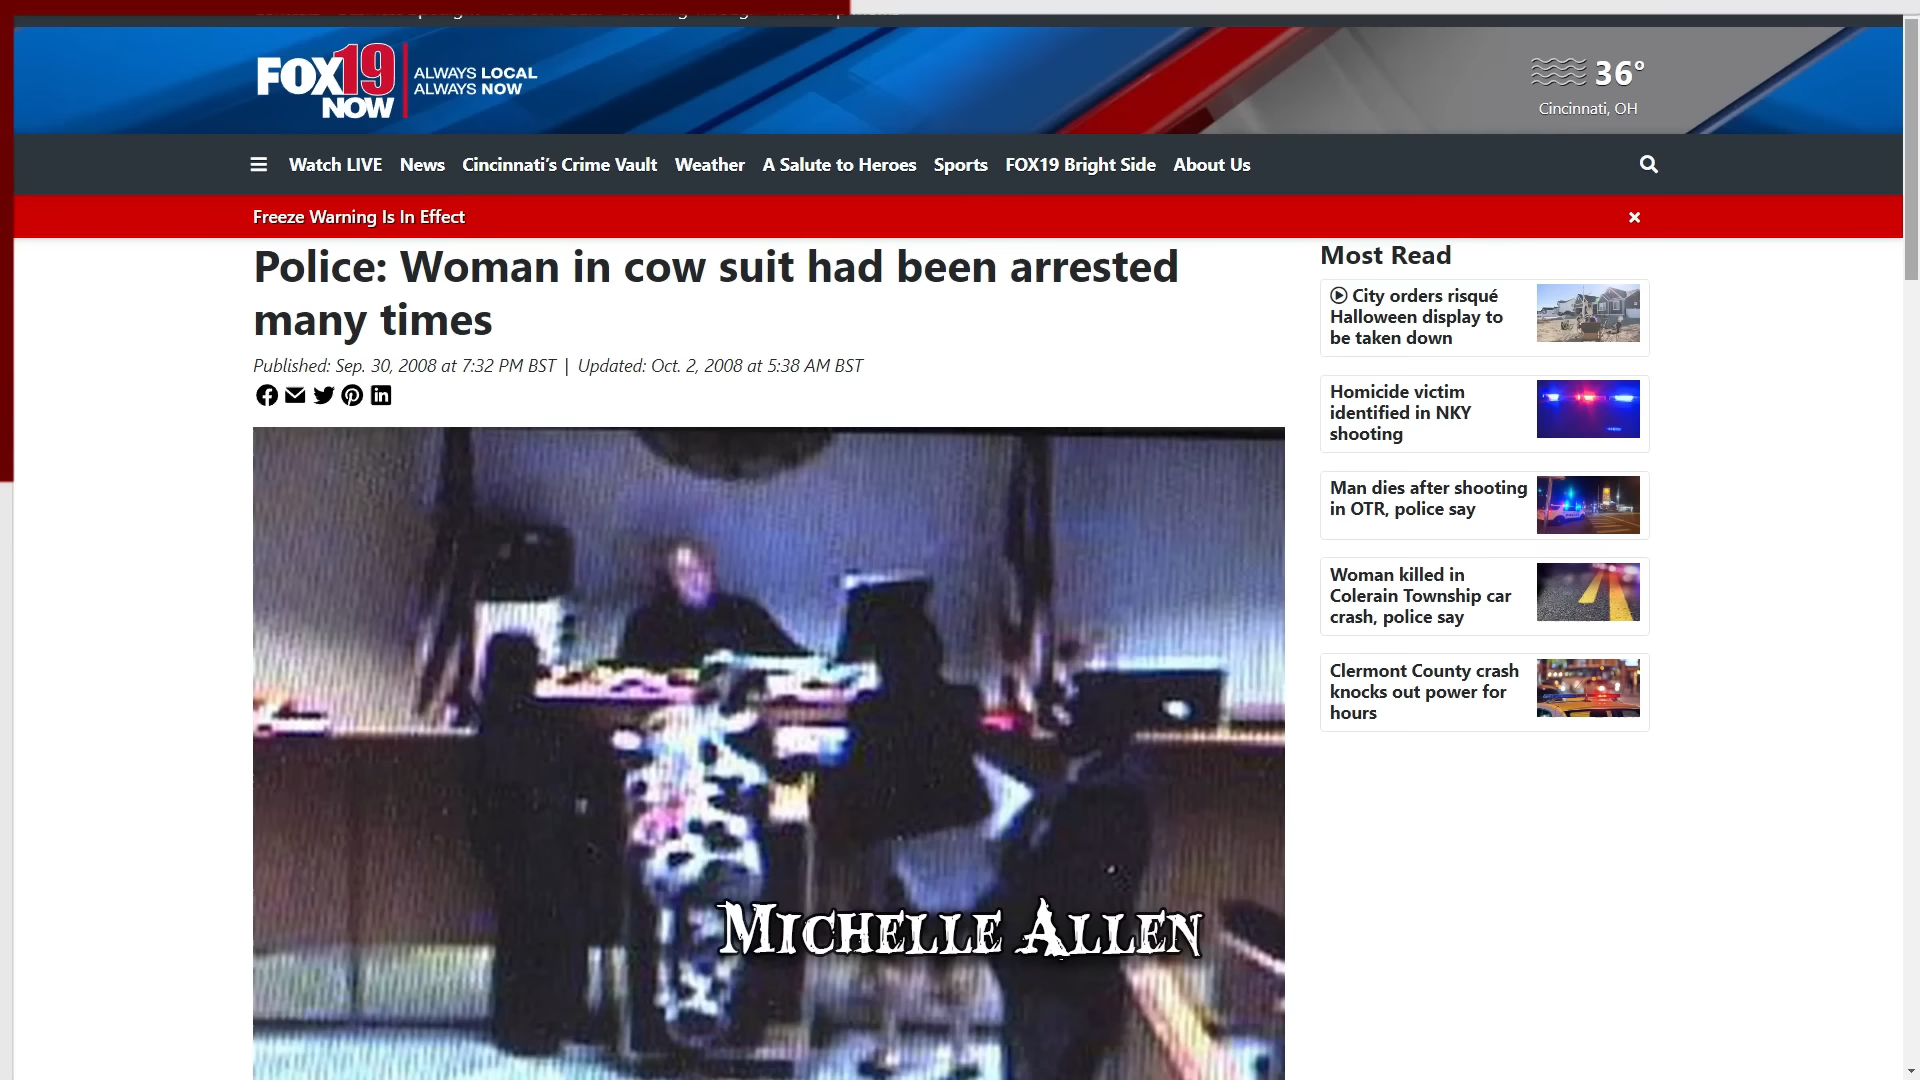 FOX19
NOW
ALWAYS LOCAL
ALWAYS NOW
36°
Cincinnati, OH
Watch LIVE News Cincinnati's Crime Vault Weather A Salute to Heroes Sports FOX19 Bright Side About Us
Freeze Warning Is In Effect
Police: Woman in cow suit had been arrested
many times
Published: Sep. 30, 2008 at 7:32 PM BST | Updated: Oct. 2, 2008 at 5:38 AM BST
MICHELLE ALLEN
Most Read
City orders risqué
Halloween display to
be taken down
Homicide victim
identified in NKY
shooting
Man dies after shooting
in OTR, police say
Woman killed in
Colerain Township car
crash, police say
Clermont County crash
knocks out power for
hours